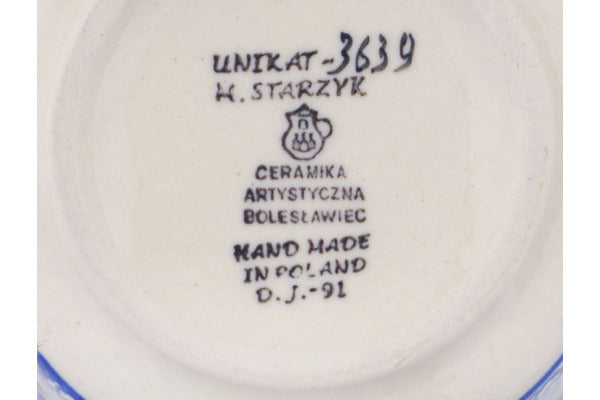 UNIKAT-3639
M. STARZYK
CERAMIKA
ARTYSTYCZNA
BOLESŁAWIEC
HAND MADE
IN POLAND
D.J.-91